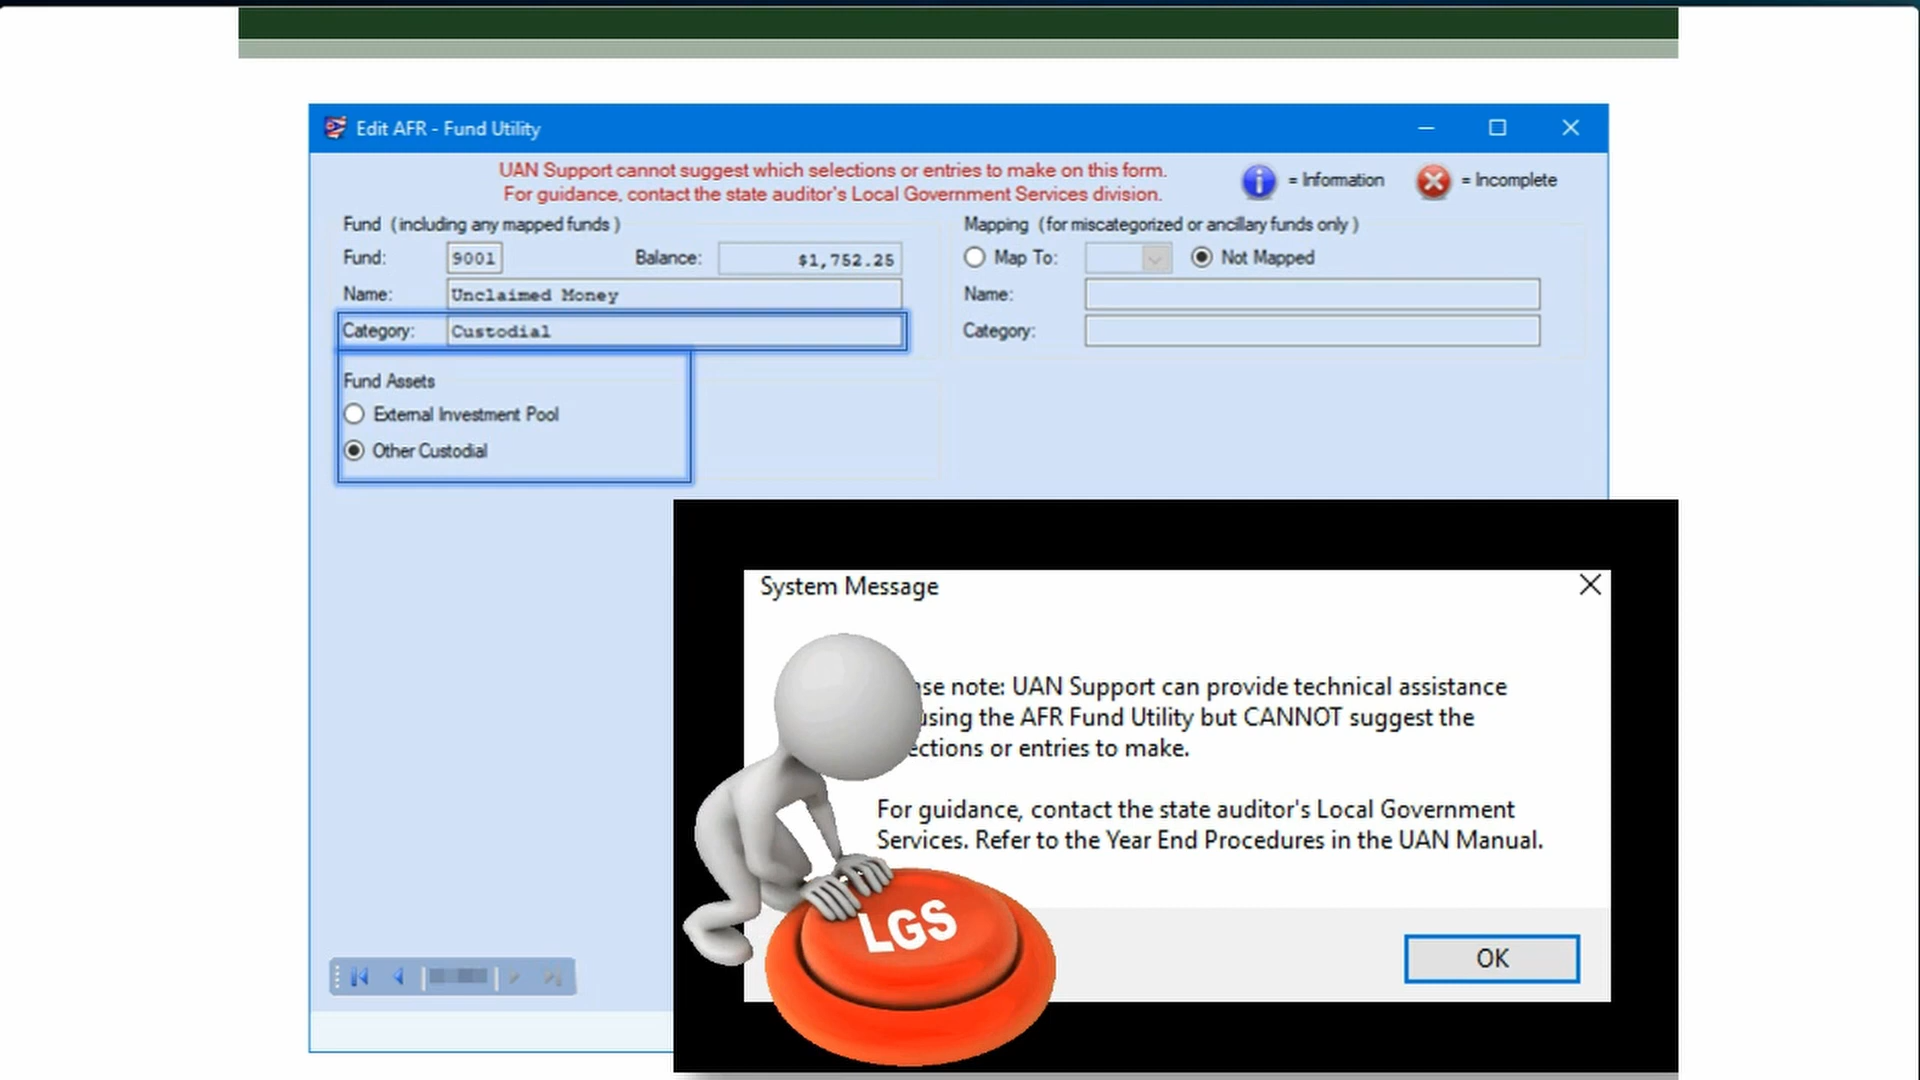 Edit AFR - Fund Utility
UAN Support cannot suggest which selections or entries to make on this form.
For guidance, contact the state auditor's Local Government Services division.
= Information
= Incomplete
Fund (including any mapped funds )
Fund: 9001 Balance: $1,752.25
Name: Unclaimed Money
Category: Custodial
Mapping (for miscategorized or ancillary funds only )
Map To: Not Mapped
Name:
Category:
Fund Assets
External Investment Pool
Other Custodial
System Message
note: UAN Support can provide technical assistance
using the AFR Fund Utility but CANNOT suggest the
or entries to make.
For guidance, contact the state auditor's Local Government
Services. Refer to the Year End Procedures in the UAN Manual.
LGS
OK